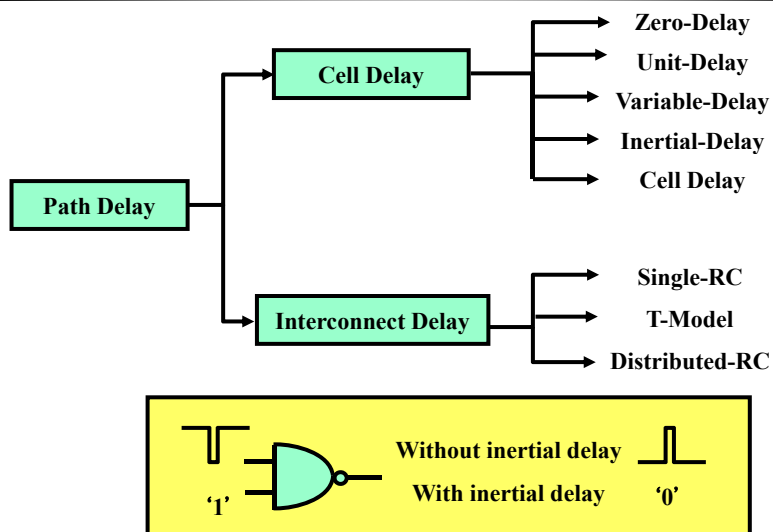 Path Delay
Cell Delay
Zero-Delay
Unit-Delay
Variable-Delay
Inertial-Delay
Cell Delay
Interconnect Delay
Single-RC
T-Model
Distributed-RC
‘1’
Without inertial delay
With inertial delay
‘0’